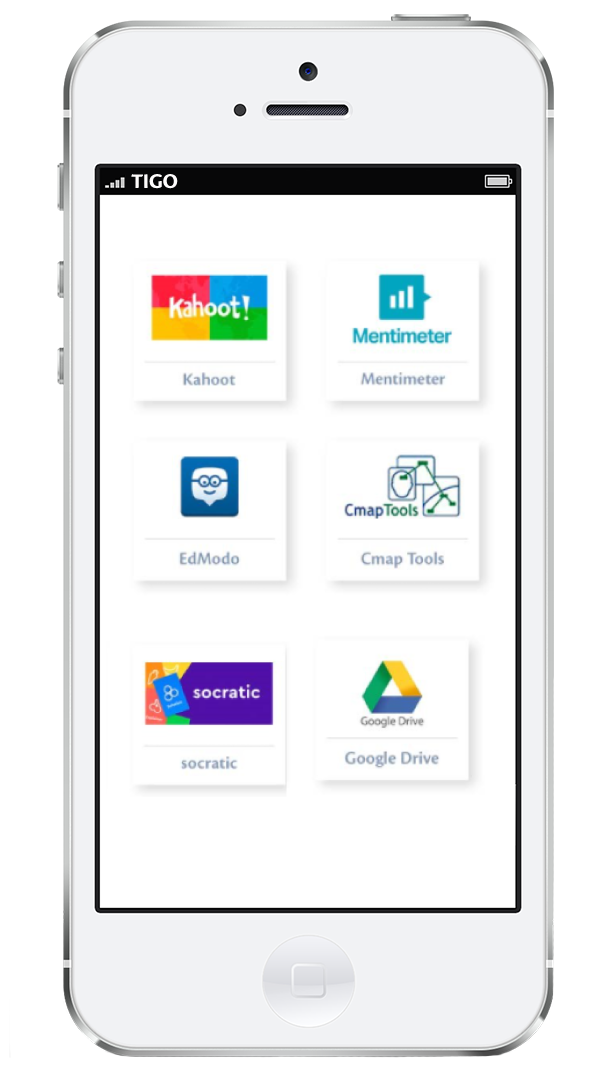 TIGO
Kahoot!
Mentimeter
Kahoot
Mentimeter
CmapTools
EdModo
Cmap Tools
socratic
Google Drive
socratic
Google Drive